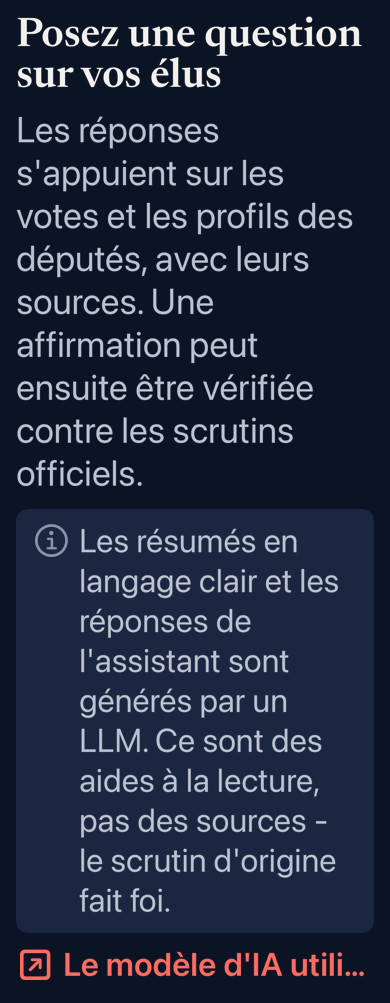 Posez une question
sur vos élus
Les réponses
s'appuient sur les
votes et les profils des
députés, avec leurs
sources. Une
affirmation peut
ensuite être vérifiée
contre les scrutins
officiels.
Les résumés en
langage clair et les
réponses de
l'assistant sont
générés par un
LLM. Ce sont des
aides à la lecture,
pas des sources -
le scrutin d'origine
fait foi.
Le modèle d'IA utili...